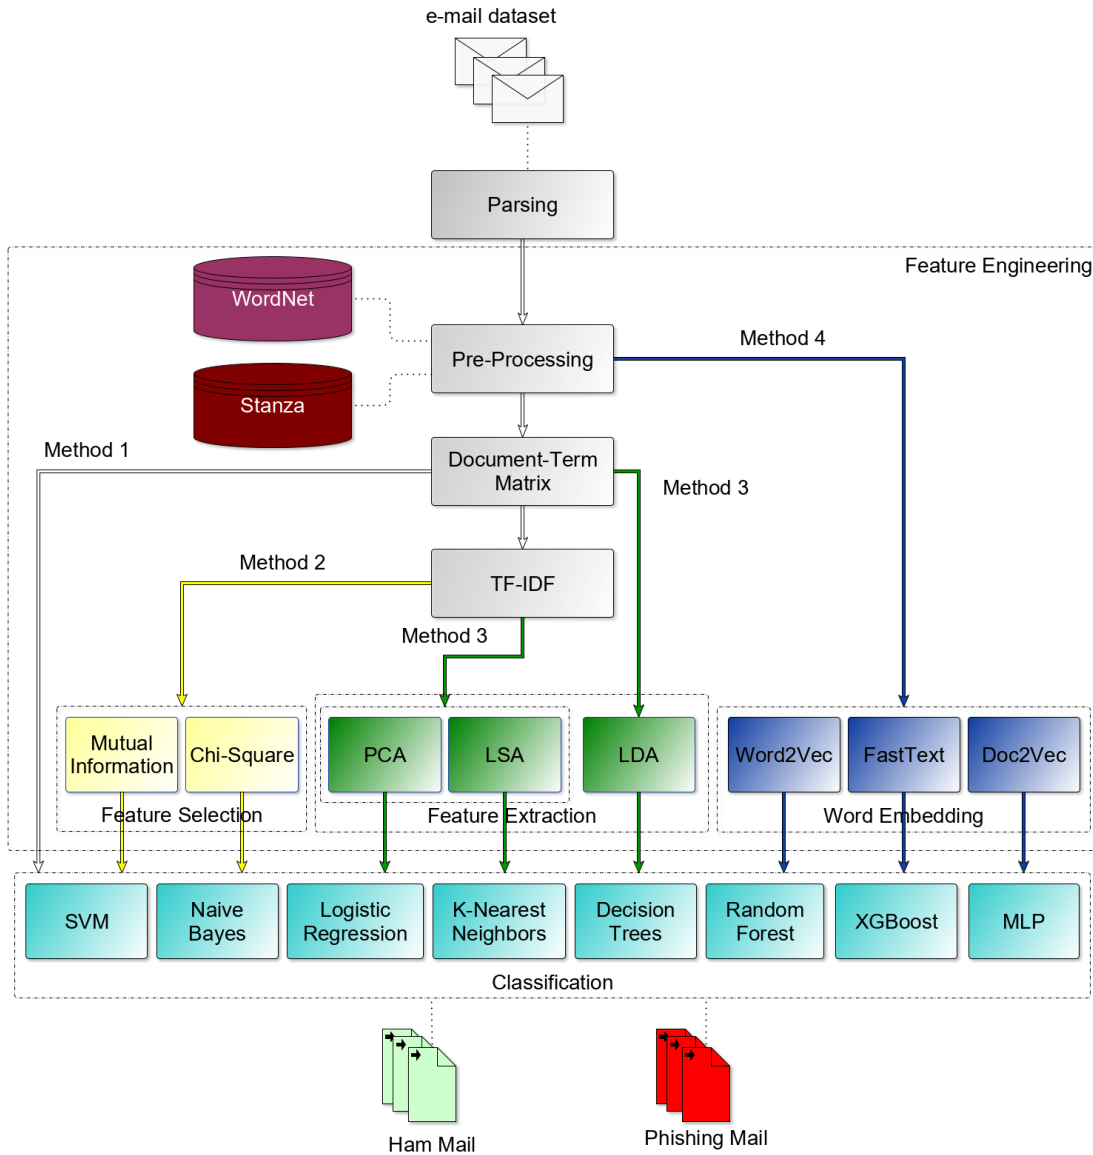 e-mail dataset
Parsing
Feature Engineering
WordNet
Method 4
Pre-Processing
Stanza
Method 1
Document-Term
Matrix
Method 3
Method 2
TF-IDF
Method 3
Mutual
Information
Chi-Square
PCA
LSA
LDA
Word2Vec
FastText
Doc2Vec
Feature Selection
Feature Extraction
Word Embedding
SVM
Naive
Bayes
Logistic
Regression
K-Nearest
Neighbors
Decision
Trees
Random
Forest
XGBoost
MLP
Classification
Ham Mail
Phishing Mail